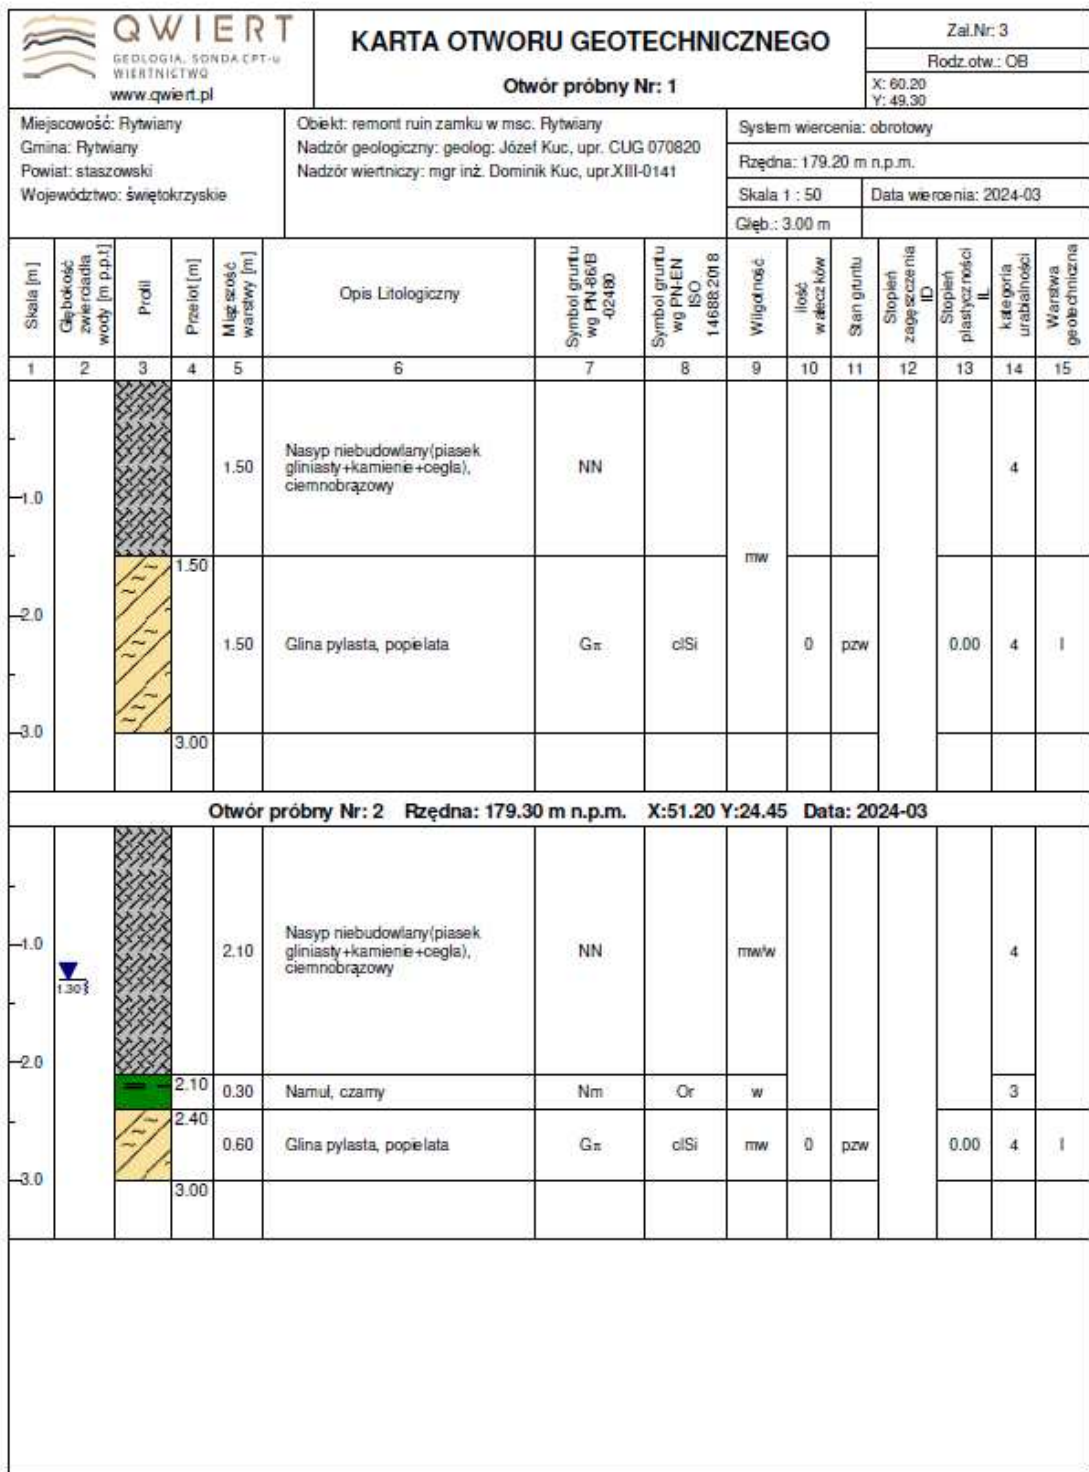 QWIERT
GEOLOGIA, SONDA CPT-u
WIERTNICTWO
www.qwiert.pl
KARTA OTWORU GEOTECHNICZNEGO
Otwór próbny Nr: 1
Zal.Nr: 3
Rodz.otw.: OB
X: 60.20
Y: 49.30
Miejscowość: Rytwiany
Gmina: Rytwiany
Powiat: staszowski
Województwo: świętokrzyskie
Obiekt: remont ruin zamku w msc. Rytwiany
Nadzór geologiczny: geolog: Józef Kuc, upr. CUG 070820
Nadzór wiertniczy: mgr inż. Dominik Kuc, upr.XIII-0141
System wiercenia: obrotowy
Rzędna: 179.20 m n.p.m.
Skala 1 : 50
Data wiercenia: 2024-03
Głęb.: 3.00 m
Skala [m]
Głębokość
zwierciadła
wody [m p.p.t]
Profil
Przelot [m]
Miąższość
warstwy [m]
Opis Litologiczny
Symbol gruntu
wg PN-86/B
-02480
Symbol gruntu
wg PN-EN
ISO
14688:2018
Wilgotność
ilość
wałeczków
Stan gruntu
Stopień
zagęszczenia
ID
Stopień
plastyczności
IL
kategoria
urabialności
Warstwa
geotechniczna
1 2 3 4 5 6 7 8 9 10 11 12 13 14 15
1.0
1.50
Nasyp niebudowlany(piasek
gliniasty+kamienie+cegła),
ciemnobrązowy
NN
4
mw
1.50
2.0
1.50
Glina pylasta, popielata
Gπ
clSi
0
pzw
0.00
4
I
3.0
3.00
Otwór próbny Nr: 2 Rzędna: 179.30 m n.p.m. X:51.20 Y:24.45 Data: 2024-03
1.0
1.30
2.10
Nasyp niebudowlany(piasek
gliniasty+kamienie+cegła),
ciemnobrązowy
NN
mw/w
4
2.0
2.10
0.30
Namuł, czarny
Nm
Or
w
3
2.40
0.60
Glina pylasta, popielata
Gπ
clSi
mw
0
pzw
0.00
4
I
3.0
3.00